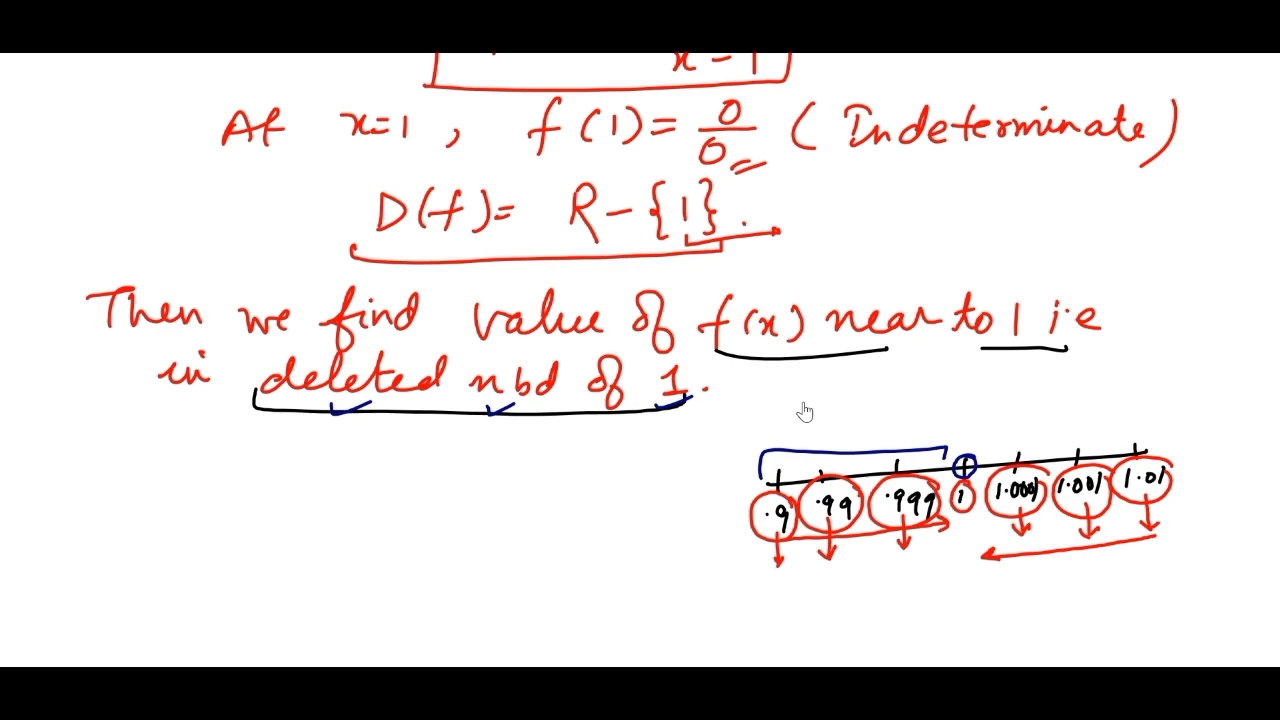 x - 1
At x=1 , f(1) = 0/0 ( Indeterminate )
D(f) = R - {1} .
Then we find value of f(x) near to 1 i.e
in deleted nbd of 1 .
.9 .99 .999 1 1.0001 1.001 1.01